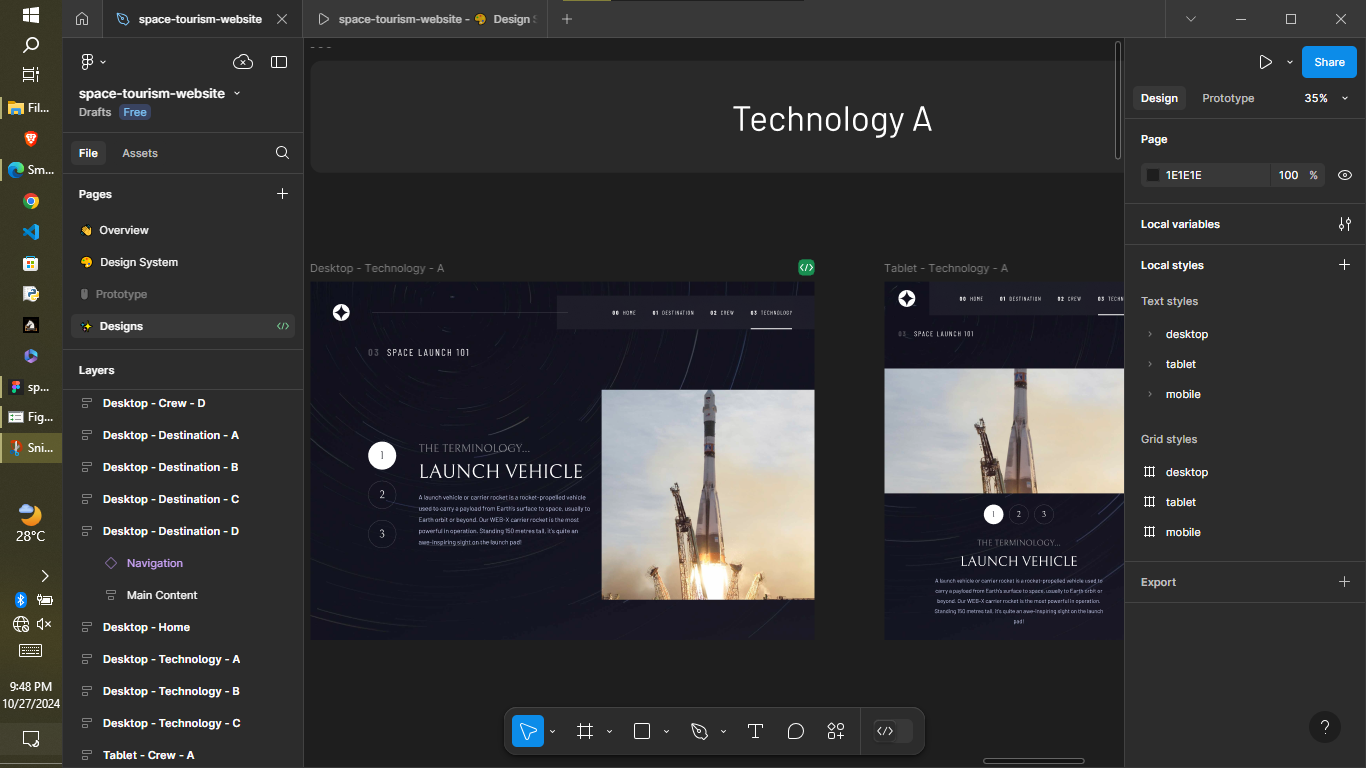 space-tourism-website
space-tourism-website - Design S
space-tourism-website
Drafts Free
File Assets
Pages
Overview
Design System
Prototype
Designs
Layers
Desktop - Crew - D
Desktop - Destination - A
Desktop - Destination - B
Desktop - Destination - C
Desktop - Destination - D
Navigation
Main Content
Desktop - Home
Desktop - Technology - A
Desktop - Technology - B
Desktop - Technology - C
Tablet - Crew - A
Fil...
Sm...
sp...
Fig...
Sni...
28°C
9:48 PM
10/27/2024
Technology A
Desktop - Technology - A
00 HOME 01 DESTINATION 02 CREW 03 TECHNOLOGY
03 SPACE LAUNCH 101
1
2
3
THE TERMINOLOGY...
LAUNCH VEHICLE
A launch vehicle or carrier rocket is a rocket-propelled vehicle
used to carry a payload from Earth's surface to space, usually to
Earth orbit or beyond. Our WEB-X carrier rocket is the most
powerful in operation. Standing 150 metres tall, it's quite an
awe-inspiring sight on the launch pad!
Tablet - Technology - A
00 HOME 01 DESTINATION 02 CREW 03 TECHN
03 SPACE LAUNCH 101
1 2 3
THE TERMINOLOGY...
LAUNCH VEHICLE
A launch vehicle or carrier rocket is a rocket-propelled vehicle used to
carry a payload from Earth's surface to space, usually to Earth orbit or
beyond. Our WEB-X carrier rocket is the most powerful in operation.
Standing 150 metres tall, it's quite an awe-inspiring sight on the launch
pad!
Share
Design Prototype 35%
Page
1E1E1E 100 %
Local variables
Local styles
Text styles
desktop
tablet
mobile
Grid styles
desktop
tablet
mobile
Export
?